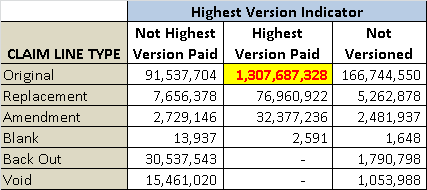 Highest Version Indicator
CLAIM LINE TYPE Not Highest Version Paid Highest Version Paid Not Versioned
Original 91,537,704 1,307,687,328 166,744,550
Replacement 7,656,378 76,960,922 5,262,878
Amendment 2,729,146 32,377,236 2,481,937
Blank 13,937 2,591 1,648
Back Out 30,537,543 - 1,790,798
Void 15,461,020 - 1,053,988